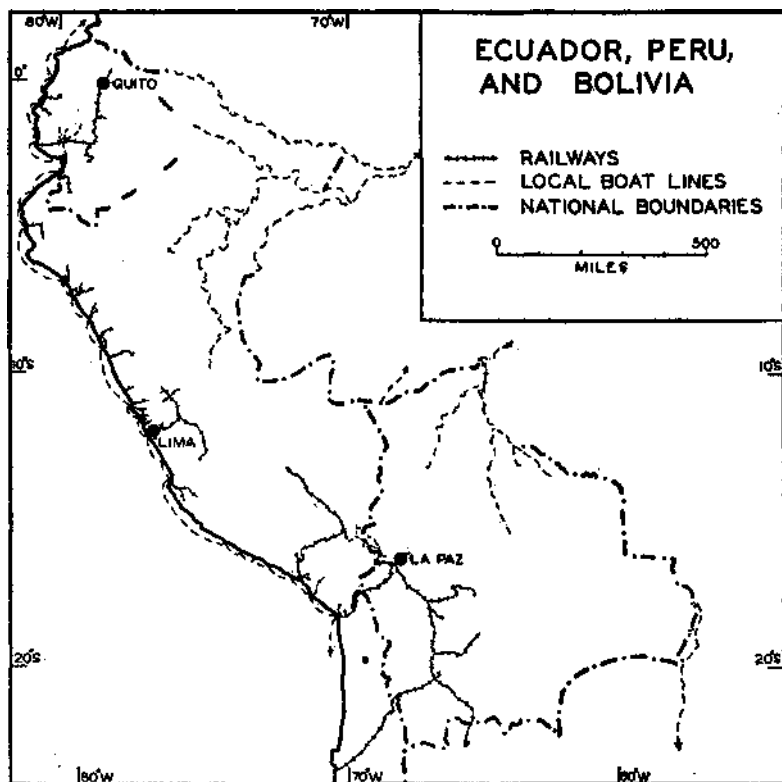 80°W 70°W
ECUADOR, PERU,
AND BOLIVIA
0°
QUITO
RAILWAYS
LOCAL BOAT LINES
NATIONAL BOUNDARIES
0 500
MILES
10°S 10°S
LIMA
LA PAZ
20°S 20°S
80°W 70°W 60°W